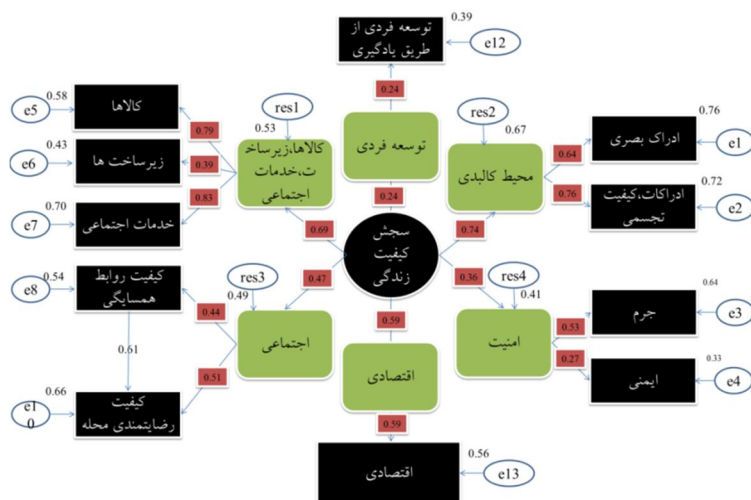 0.39
توسعه فردی از
طریق یادگیری
e12
0.24
توسعه فردی
0.24
0.58
e5
کالاها
0.43
e6
زیرساخت ها
0.70
e7
خدمات اجتماعی
0.79
0.39
0.83
res1
0.53
کالاها,زیرساخ
ت,خدمات
اجتماعی
0.69
res2
0.67
محیط کالبدی
0.74
0.64
0.76
0.76
ادراک بصری
e1
0.72
ادراکات,کیفیت
تجسمی
e2
سجش
کیفیت
زندگی
0.54
e8
کیفیت روابط
همسایگی
0.61
0.66
e1
0
کیفیت
رضایتمندی محله
0.44
0.51
res3
0.49
اجتماعی
0.47
0.36
res4
0.41
امنیت
0.53
0.27
0.64
جرم
e3
0.33
ایمنی
e4
0.59
اقتصادی
0.59
0.56
اقتصادی
e13